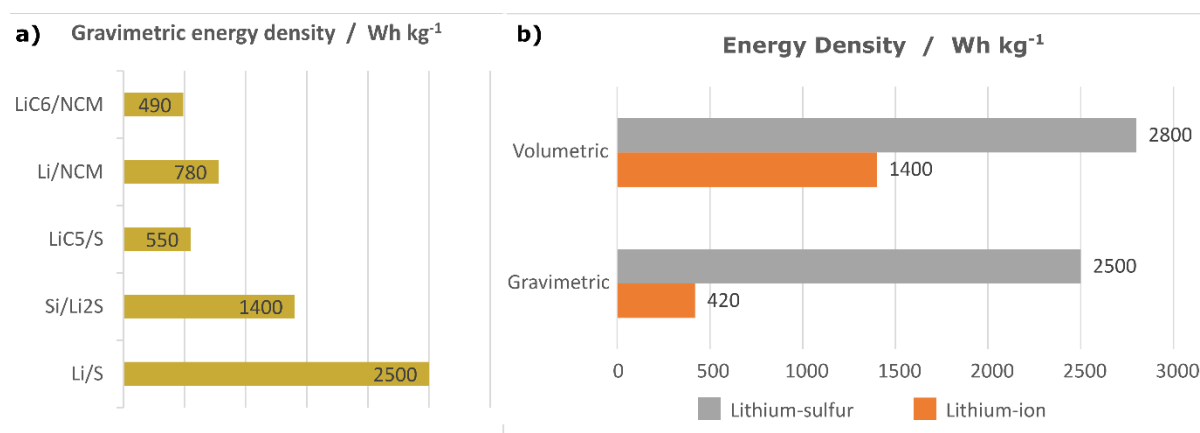 a) Gravimetric energy density / Wh kg⁻¹
LiC6/NCM 490
Li/NCM 780
LiC5/S 550
Si/Li2S 1400
Li/S 2500
b) Energy Density / Wh kg⁻¹
Volumetric
2800
1400
Gravimetric
2500
420
0 500 1000 1500 2000 2500 3000
Lithium-sulfur Lithium-ion